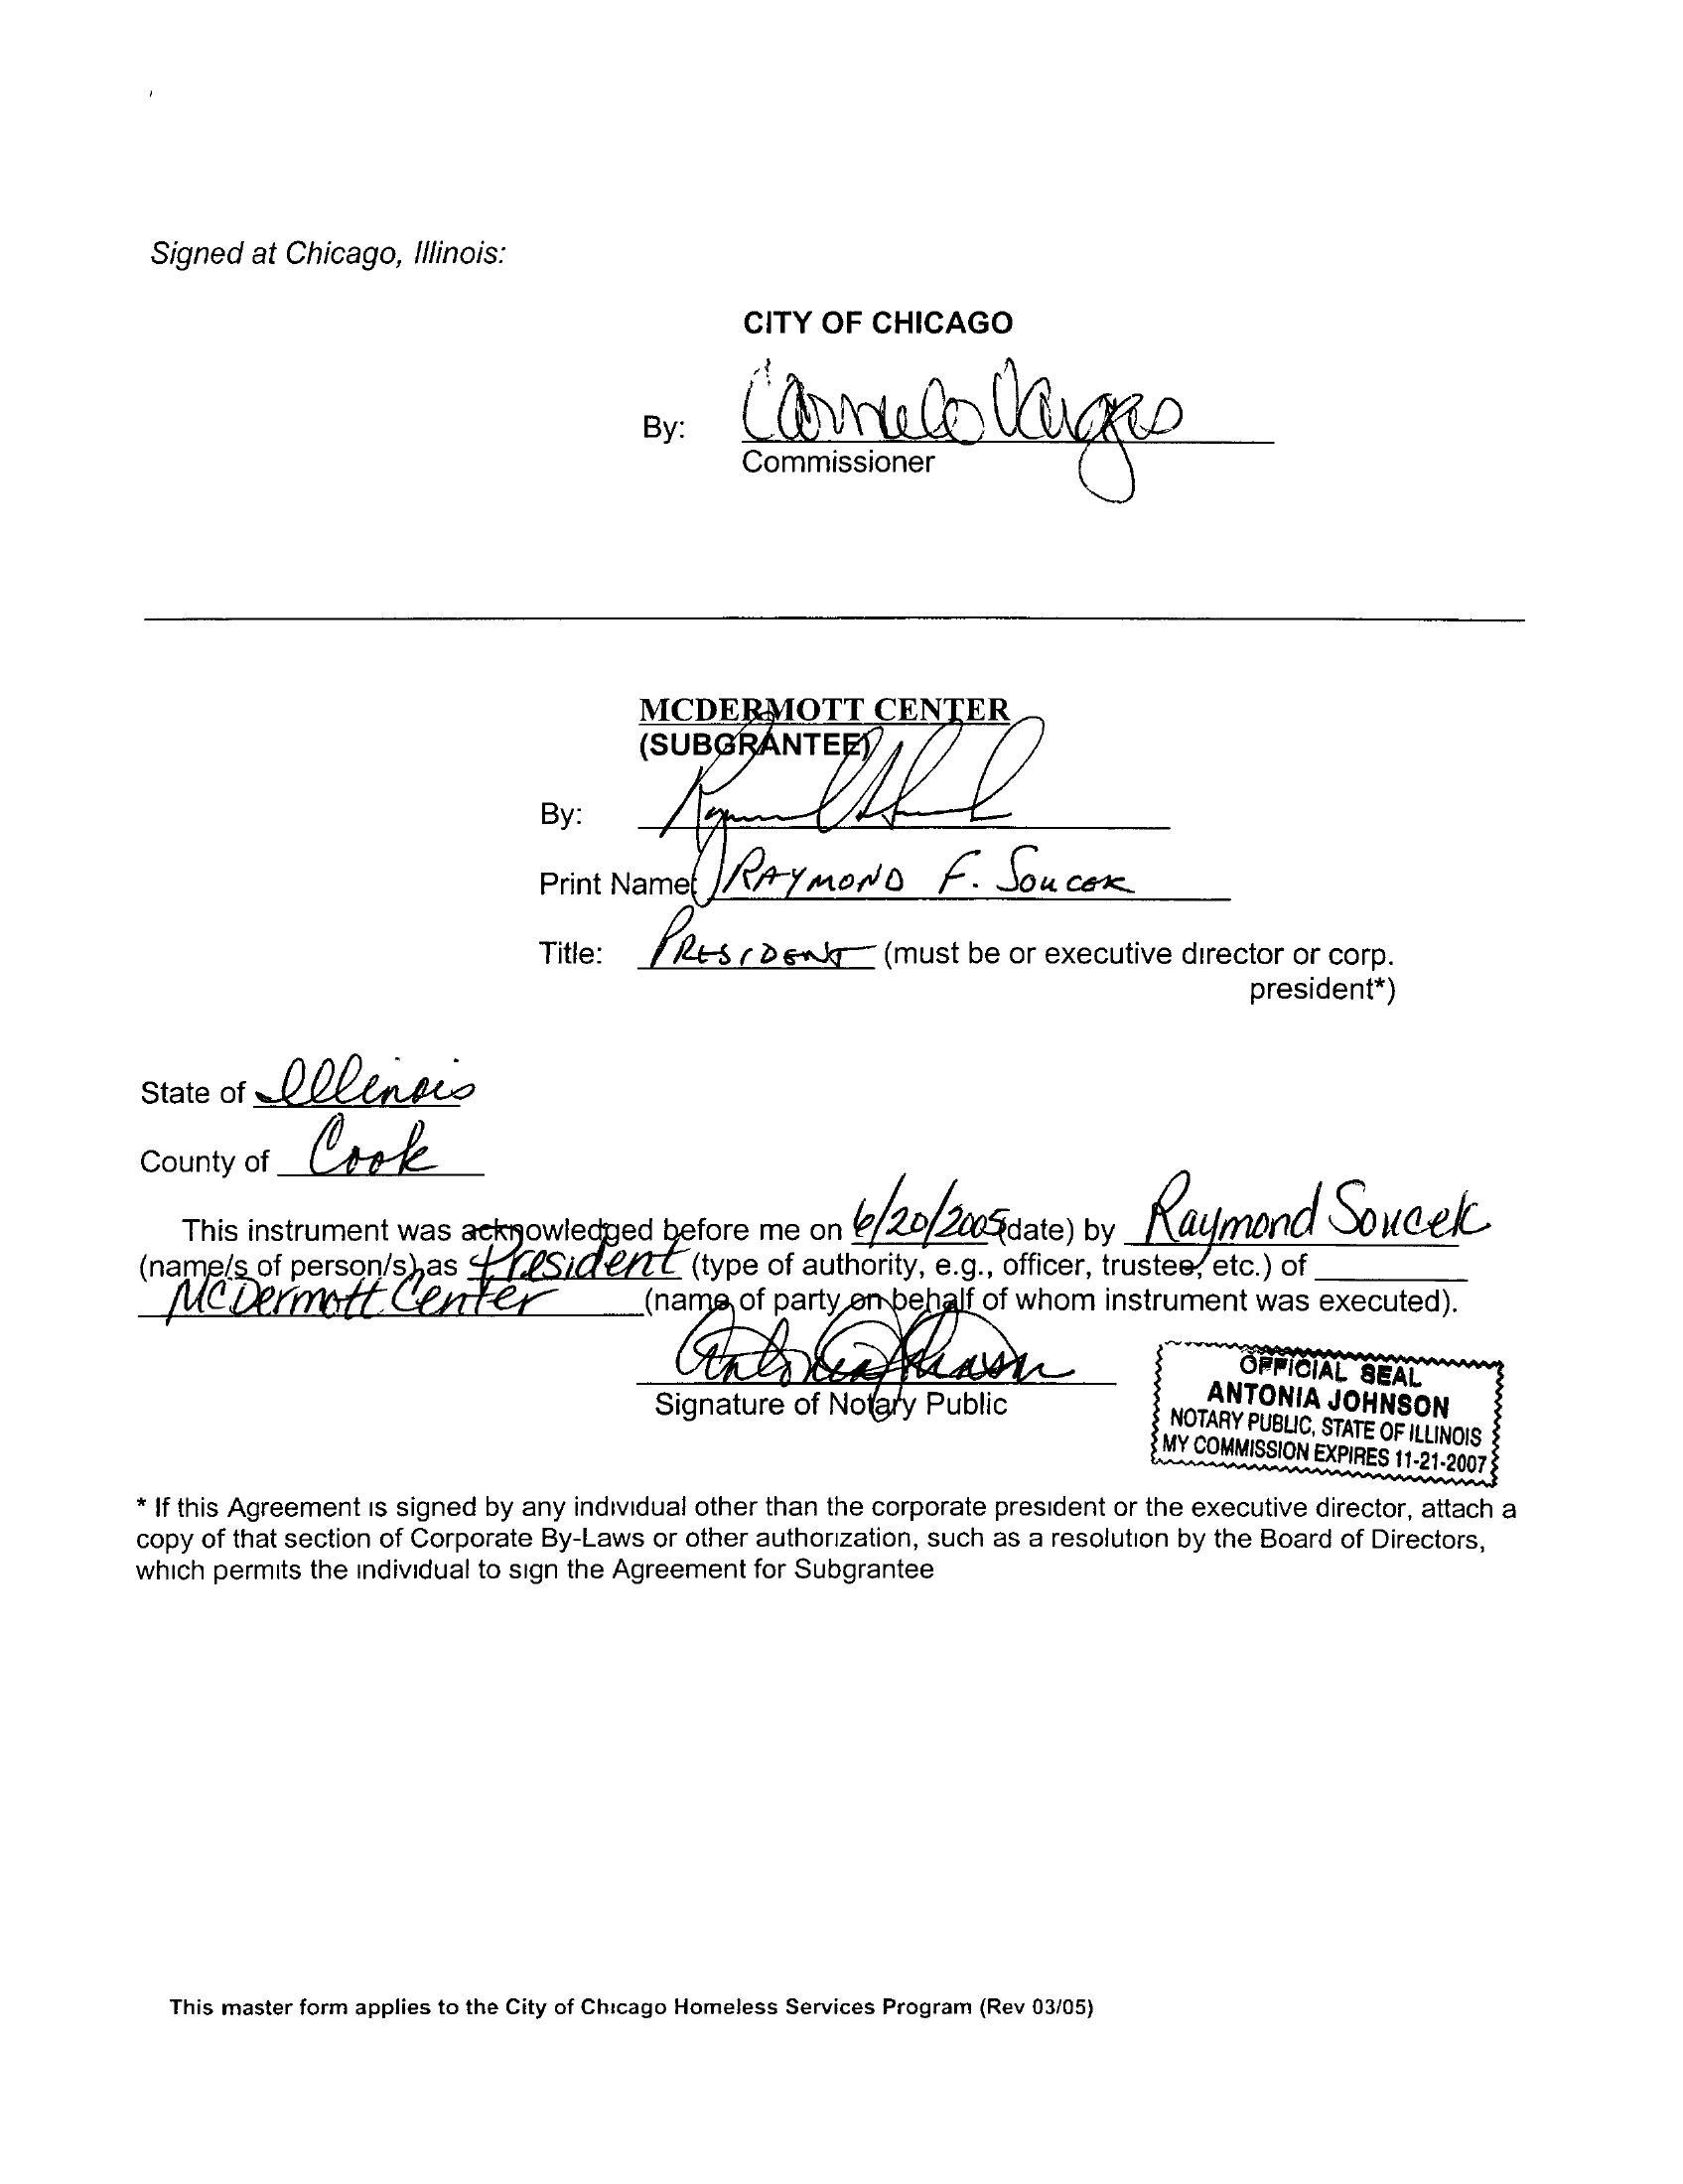 Signed at Chicago, Illinois:
CITY OF CHICAGO
By: Carmelo Vargas
Commissioner
MCDERMOTT CENTER
(SUBGRANTEE)
By:
Print Name: RAYMOND F. SOUCEK
Title: PRESIDENT (must be or executive director or corp.
president*)
State of Illinois
County of Cook
This instrument was acknowledged before me on 6/20/2005 (date) by Raymond Soucek
(name/s of person/s) as President (type of authority, e.g., officer, trustee, etc.) of
McDermott Center (name of party on behalf of whom instrument was executed).
Antonia Johnson
Signature of Notary Public
OFFICIAL SEAL
ANTONIA JOHNSON
NOTARY PUBLIC, STATE OF ILLINOIS
MY COMMISSION EXPIRES 11-21-2007
* If this Agreement is signed by any individual other than the corporate president or the executive director, attach a
copy of that section of Corporate By-Laws or other authorization, such as a resolution by the Board of Directors,
which permits the individual to sign the Agreement for Subgrantee
This master form applies to the City of Chicago Homeless Services Program (Rev 03/05)